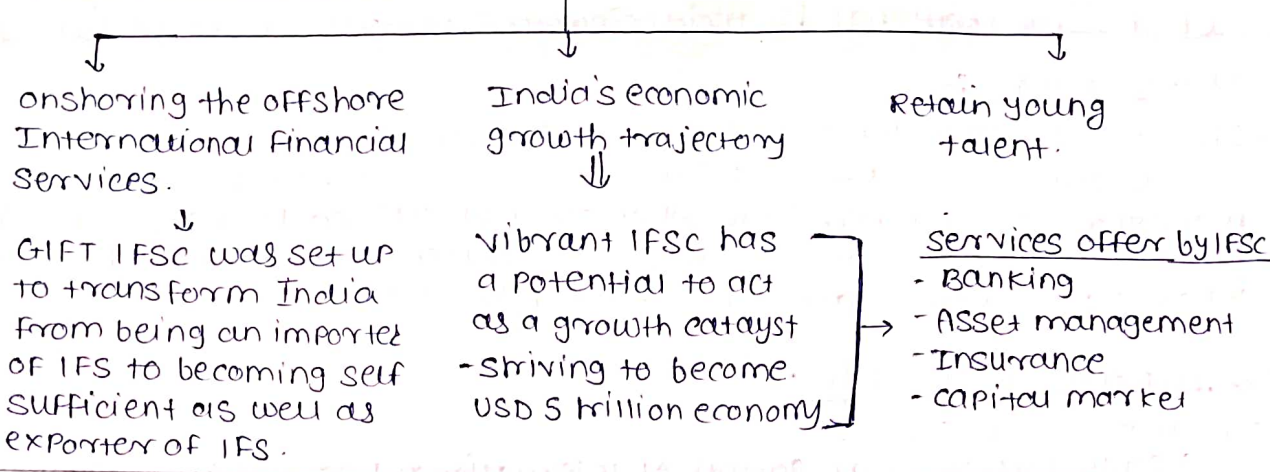 onshoring the offshore
International Financial
Services.
GIFT IFSC was set up
to transform India
from being an importer
of IFS to becoming self
sufficient as well as
exporter of IFS.
India's economic
growth trajectory
vibrant IFSC has
a potential to act
as a growth catayst
- striving to become.
USD 5 trillion economy
Retain young
talent.
services offer by IFSC
- Banking
- Asset management
- Insurance
- capital market